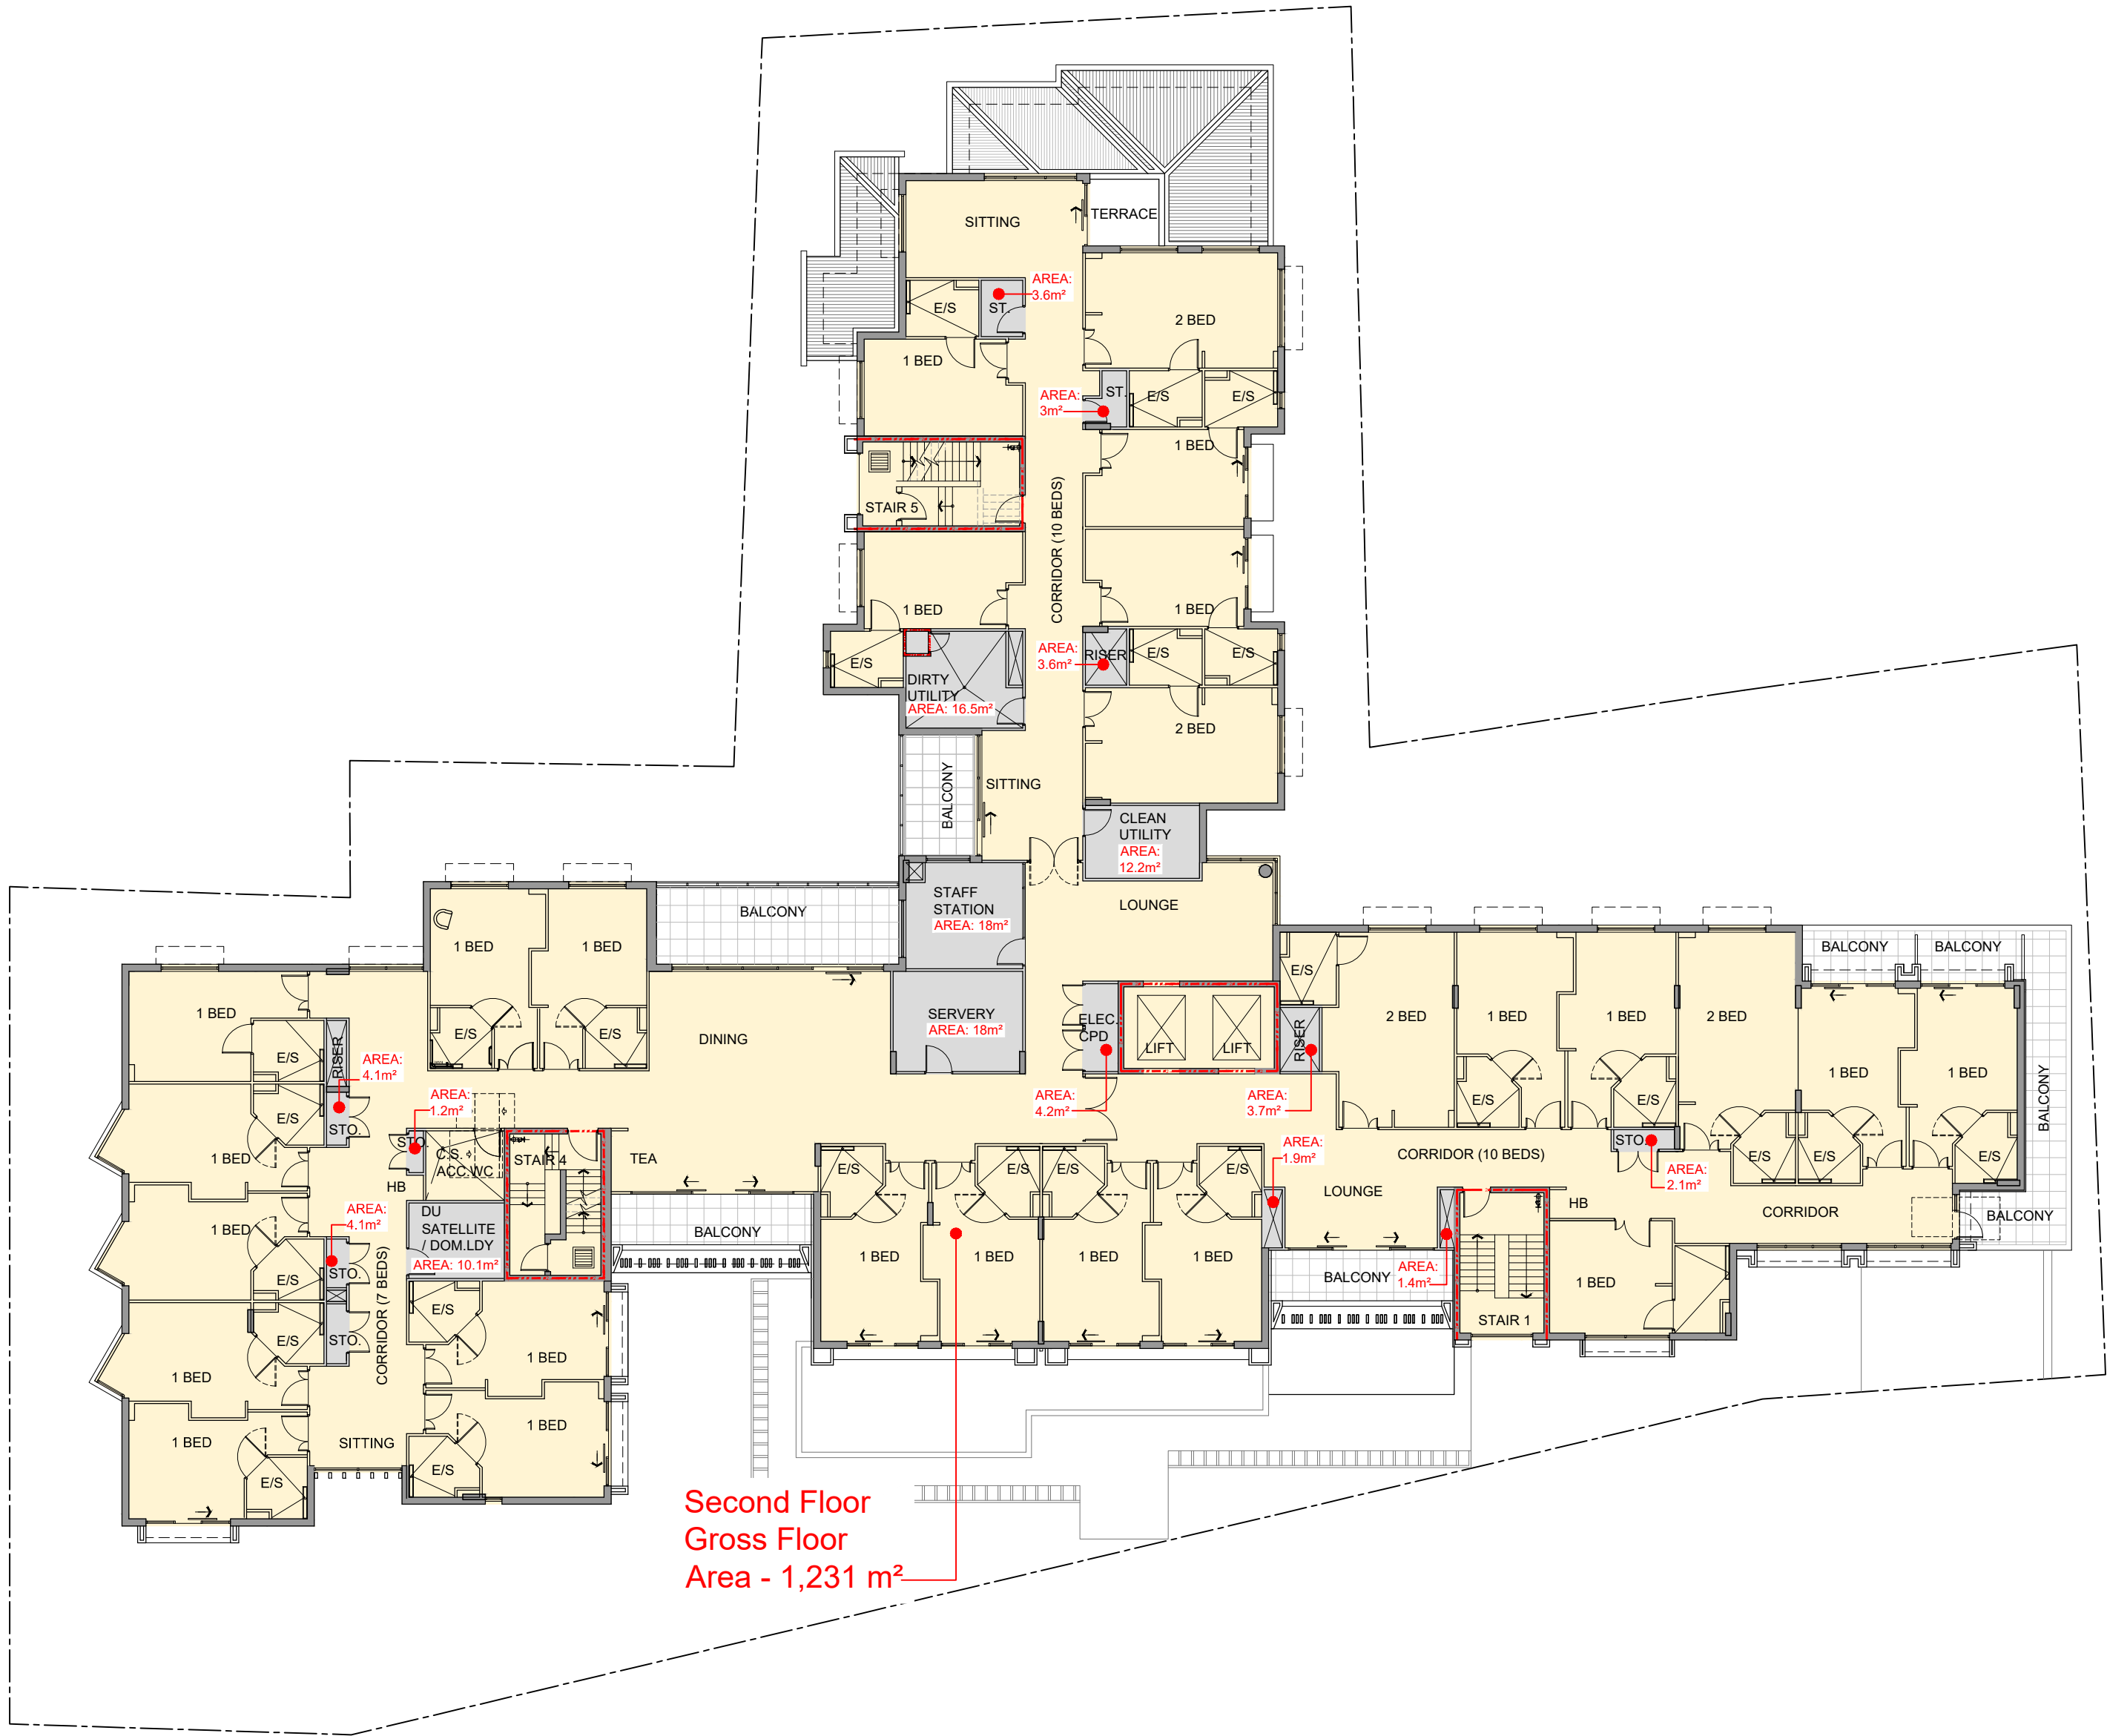 SITTING
TERRACE
AREA:
3.6m²
E/S
ST.
2 BED
1 BED
AREA:
3m²
ST.
E/S
E/S
1 BED
STAIR 5
CORRIDOR (10 BEDS)
1 BED
1 BED
AREA:
3.6m²
RISER
E/S
E/S
E/S
DIRTY
UTILITY
AREA: 16.5m²
2 BED
BALCONY
SITTING
CLEAN
UTILITY
AREA:
12.2m²
STAFF
STATION
AREA: 18m²
LOUNGE
BALCONY
1 BED
1 BED
BALCONY
BALCONY
E/S
1 BED
E/S
E/S
DINING
SERVERY
AREA: 18m²
ELEC.
CPD
LIFT
LIFT
RISER
2 BED
1 BED
1 BED
2 BED
1 BED
1 BED
BALCONY
E/S
RISER
AREA:
4.1m²
AREA:
1.2m²
AREA:
4.2m²
AREA:
3.7m²
E/S
E/S
E/S
STO.
STO.
C.S.
ACC.WC
STAIR 4
TEA
1 BED
HB
E/S
E/S
E/S
E/S
AREA:
1.9m²
CORRIDOR (10 BEDS)
STO.
AREA:
2.1m²
E/S
E/S
E/S
LOUNGE
HB
CORRIDOR
BALCONY
1 BED
AREA:
4.1m²
DU
SATELLITE
/ DOM.LDY
AREA: 10.1m²
BALCONY
1 BED
1 BED
1 BED
1 BED
BALCONY
AREA:
1.4m²
1 BED
STAIR 1
E/S
STO.
CORRIDOR (7 BEDS)
E/S
E/S
STO.
1 BED
1 BED
1 BED
1 BED
SITTING
E/S
E/S
Second Floor
Gross Floor
Area - 1,231 m²